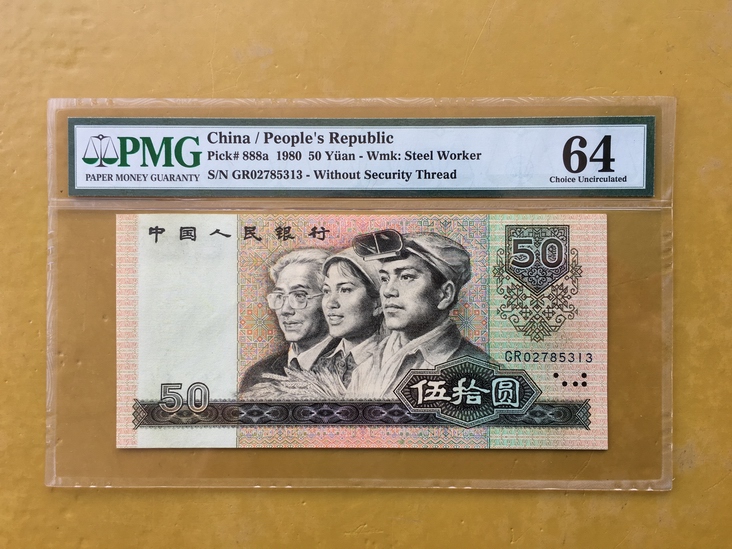 PMG
PAPER MONEY GUARANTY
China / People's Republic
Pick# 888a 1980 50 Yüan - Wmk: Steel Worker
S/N GR02785313 - Without Security Thread
64
Choice Uncirculated
中国人民银行
50
GR02785313
50
伍拾圆